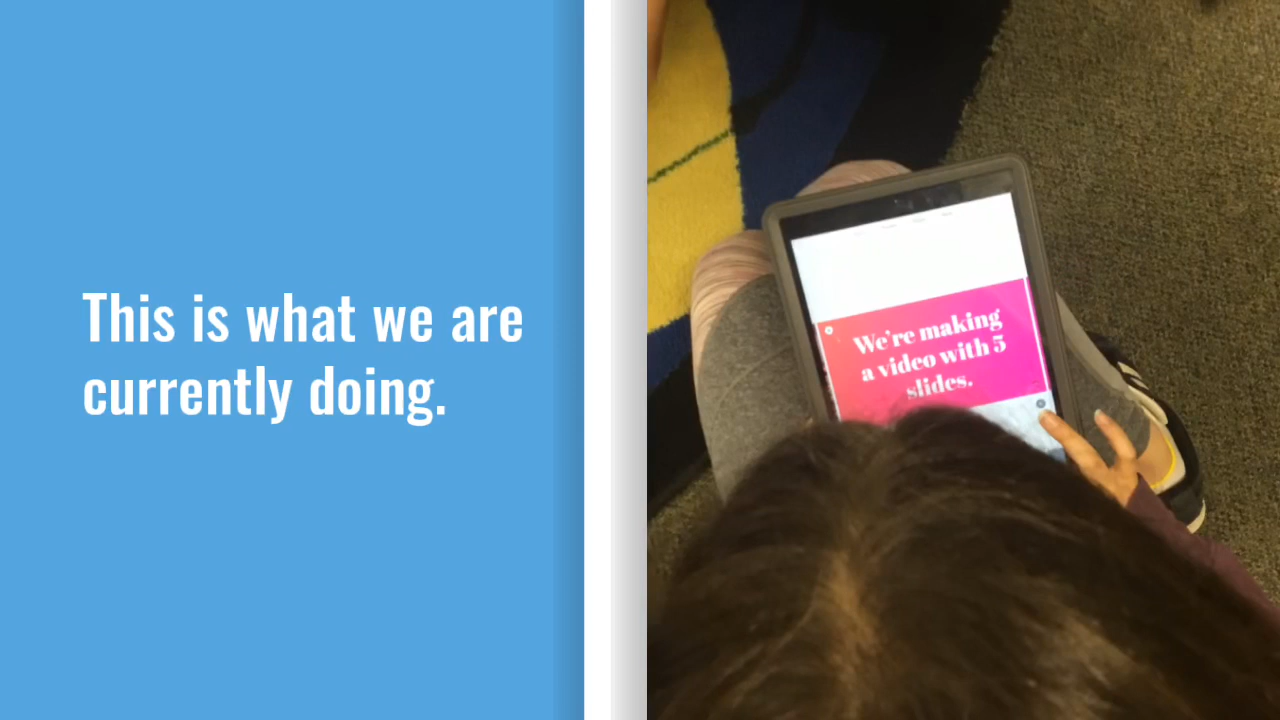 This is what we are
currently doing.
We're making
a video with 5
slides.